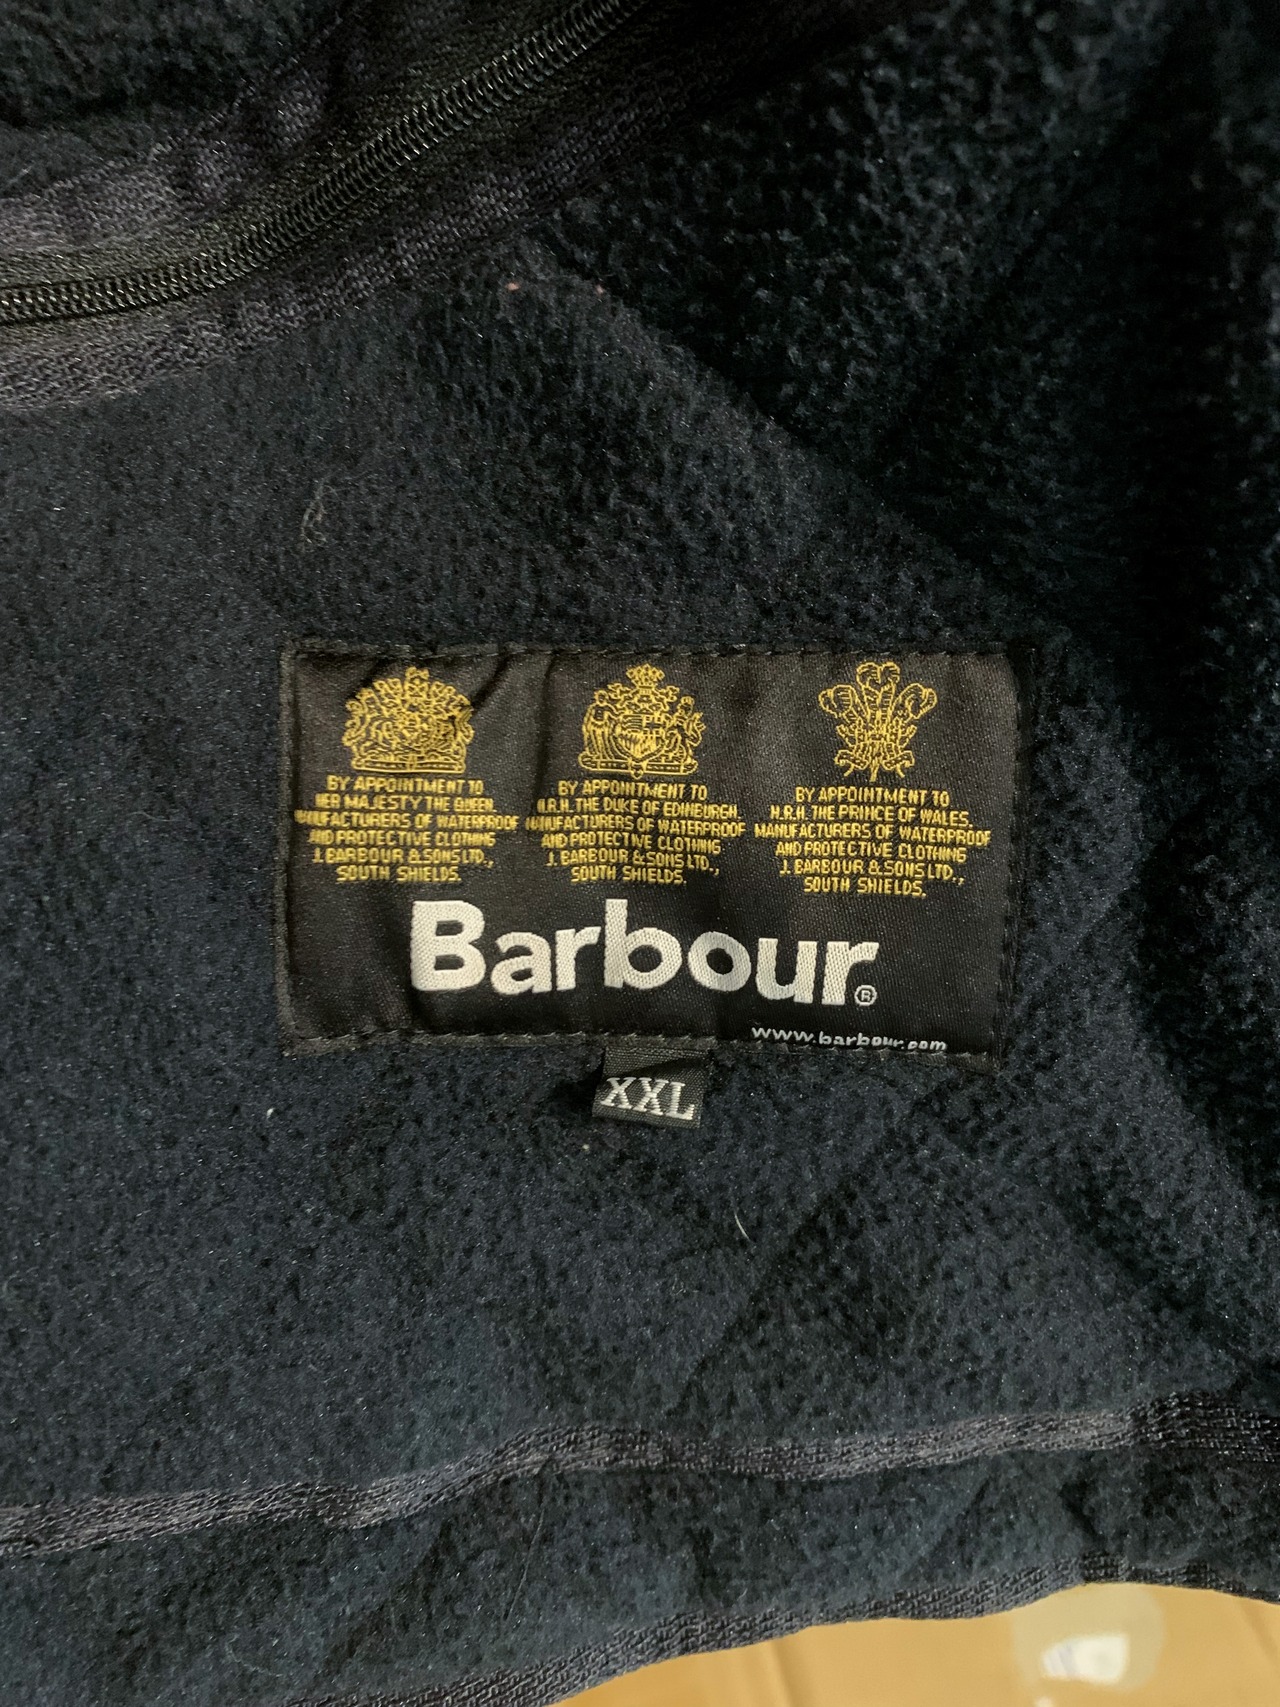 BY APPOINTMENT TO
HER MAJESTY THE QUEEN.
MANUFACTURERS OF WATERPROOF
AND PROTECTIVE CLOTHING
J. BARBOUR & SONS LTD.,
SOUTH SHIELDS.
BY APPOINTMENT TO
H.R.H. THE DUKE OF EDINBURGH.
MANUFACTURERS OF WATERPROOF
AND PROTECTIVE CLOTHING
J. BARBOUR & SONS LTD.,
SOUTH SHIELDS.
BY APPOINTMENT TO
H.R.H. THE PRINCE OF WALES.
MANUFACTURERS OF WATERPROOF
AND PROTECTIVE CLOTHING
J. BARBOUR & SONS LTD.,
SOUTH SHIELDS.
Barbour®
www.barbour.com
XXL